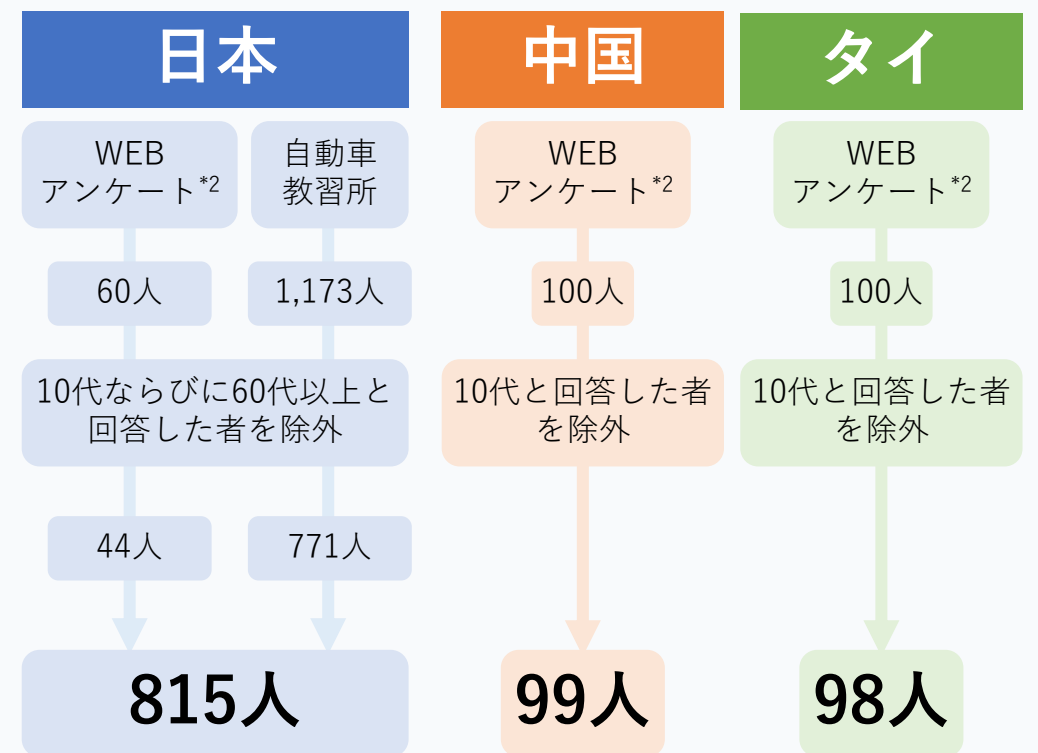 日本
WEB
アンケート*2
自動車
教習所
60人
1,173人
10代ならびに60代以上と
回答した者を除外
44人
771人
815人
中国
WEB
アンケート*2
100人
10代と回答した者
を除外
99人
タイ
WEB
アンケート*2
100人
10代と回答した者
を除外
98人